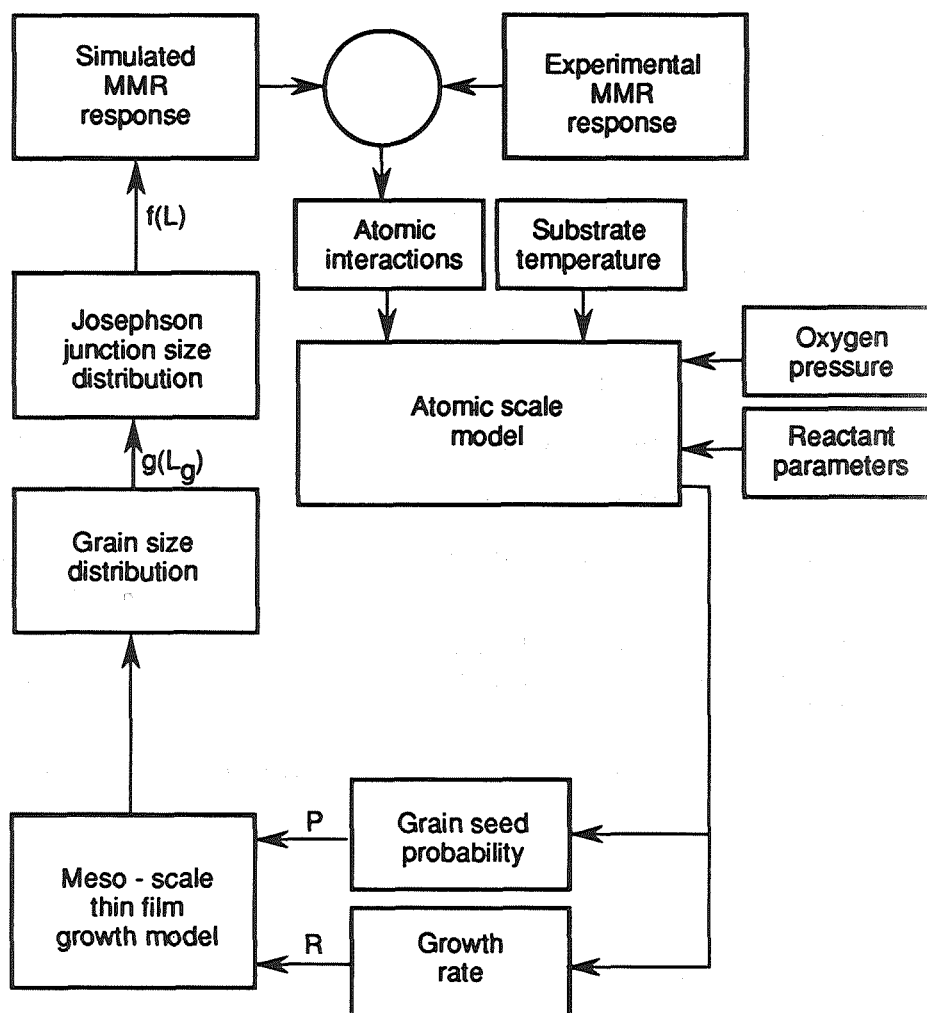 Simulated
MMR
response
Experimental
MMR
response
f(L)
Atomic
interactions
Substrate
temperature
Josephson
junction size
distribution
Oxygen
pressure
Atomic scale
model
Reactant
parameters
g(Lg)
Grain size
distribution
P
Grain seed
probability
Meso - scale
thin film
growth model
R
Growth
rate